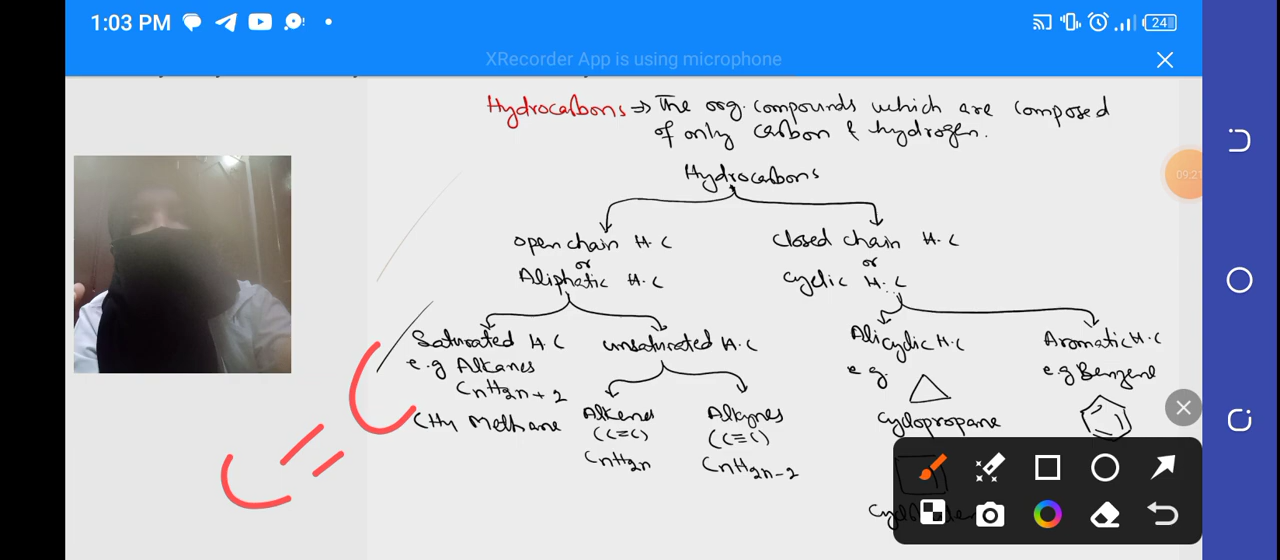 1:03 PM
24
XRecorder App is using microphone
09:21
Hydrocarbons → The org. compounds which are composed
of only carbon & hydrogen.
Hydrocarbons
open chain H.C
or
Aliphatic H.C
Closed chain H.C
or
Cyclic H.C
Saturated H.C
e.g Alkanes
CnH2n+2
CH4 Methane
unsaturated H.C
Alkenes
(C=C)
CnH2n
Alkynes
(C≡C)
CnH2n-2
Alicyclic H.C
e.g.
Cyclopropane
Aromatic H.C
e.g Benzene
C = C